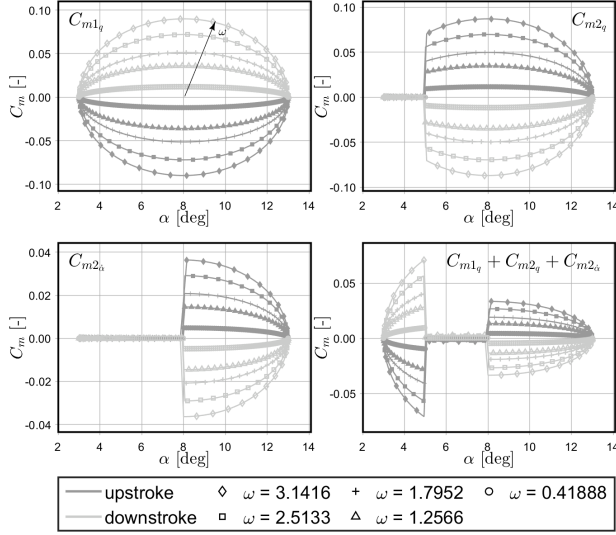 0.10
0.05
0.00
-0.05
-0.10
C_m [-]
C_{m1_q}
ω
2 4 6 8 10 12 14
α [deg]
0.10
0.05
0.00
-0.05
-0.10
C_m [-]
C_{m2_q}
2 4 6 8 10 12 14
α [deg]
0.04
0.02
0.00
-0.02
-0.04
C_m [-]
C_{m2_{\dot{α}}}
2 4 6 8 10 12 14
α [deg]
0.05
0.00
-0.05
C_m [-]
C_{m1_q} + C_{m2_q} + C_{m2_{\dot{α}}}
2 4 6 8 10 12 14
α [deg]
upstroke ◇ ω = 3.1416 + ω = 1.7952 ○ ω = 0.41888
downstroke □ ω = 2.5133 △ ω = 1.2566